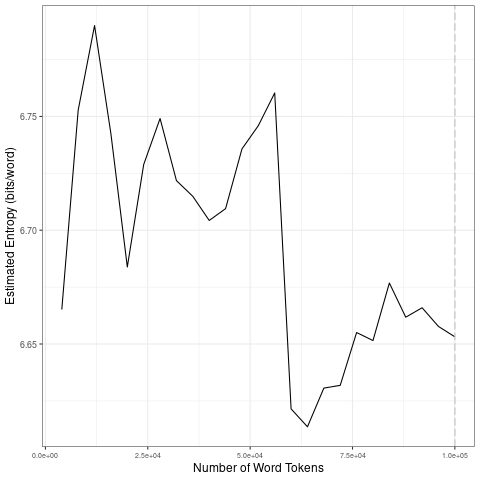 Estimated Entropy (bits/word)
6.75
6.70
6.65
0.0e+00 2.5e+04 5.0e+04 7.5e+04 1.0e+05
Number of Word Tokens